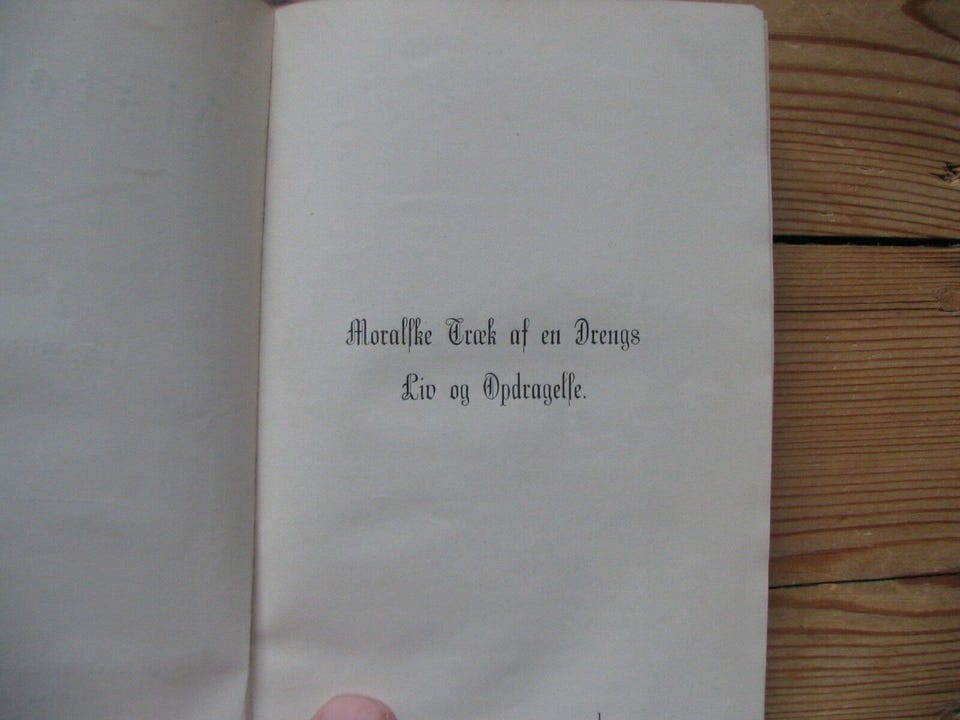 Moralſke Træk af en Drengs
Liv og Opdragelſe.